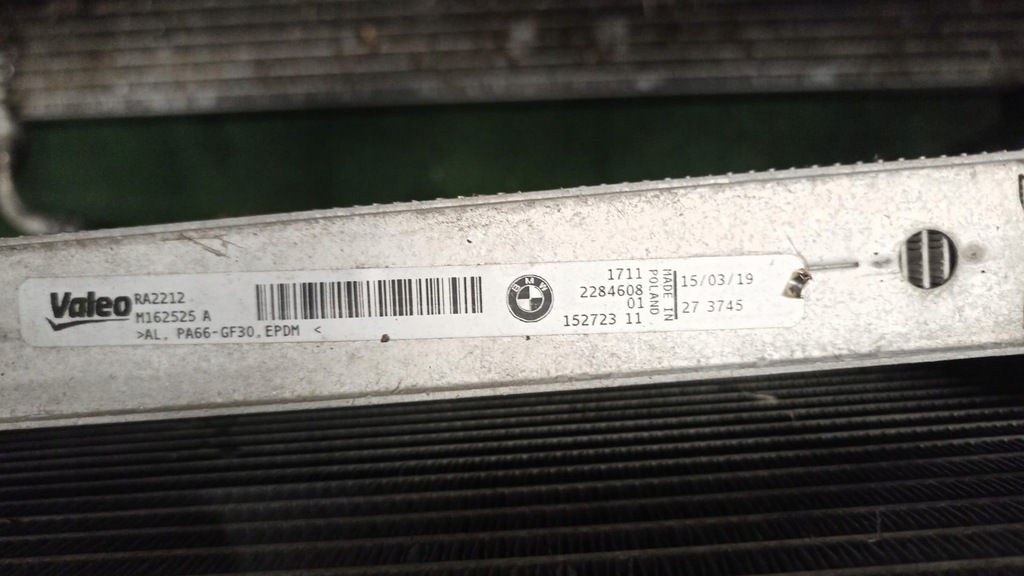 Valeo
RA2212
M162525 A
>AL, PA66-GF30,EPDM <
BMW
1711
2284608
01
152723 11
MADE IN
POLAND
15/03/19
27 3745